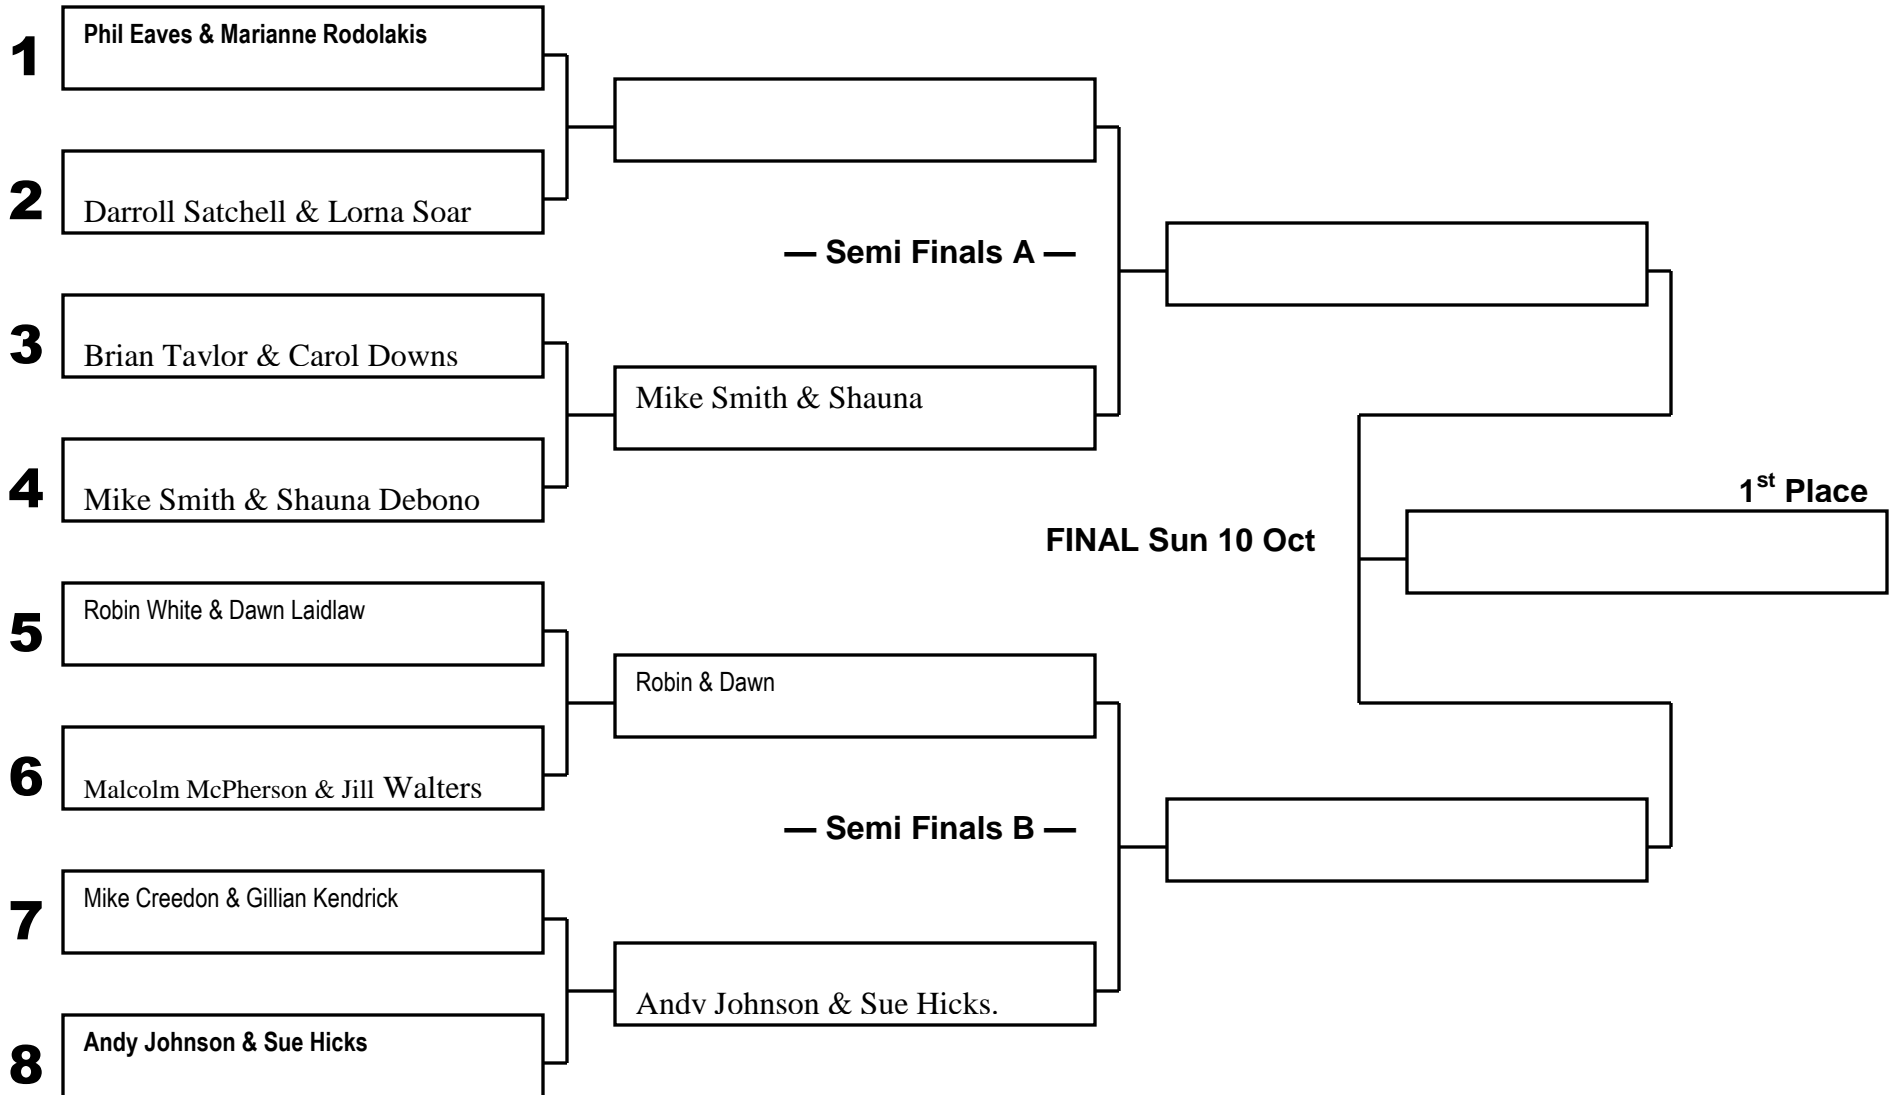 1
Phil Eaves & Marianne Rodolakis
2
Darroll Satchell & Lorna Soar
— Semi Finals A —
3
Brian Taylor & Carol Downs
Mike Smith & Shauna
4
Mike Smith & Shauna Debono
1st Place
FINAL Sun 10 Oct
5
Robin White & Dawn Laidlaw
Robin & Dawn
6
Malcolm McPherson & Jill Walters
— Semi Finals B —
7
Mike Creedon & Gillian Kendrick
Andy Johnson & Sue Hicks.
8
Andy Johnson & Sue Hicks